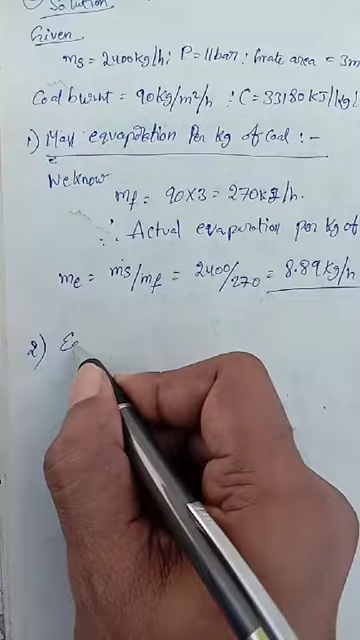 Solution
Given
ms = 2400kg/h; P = 11bar; Grate area = 3m
Coal burnt = 90kg/m²/h ; C = 33180 KJ/kg
1) Mass evaporation Per kg of Coal :-
We know
mf = 90×3 = 270kg/h.
∴ Actual evaporation per kg of
me = ms/mf = 2400/270 = 8.89kg/h
2) E